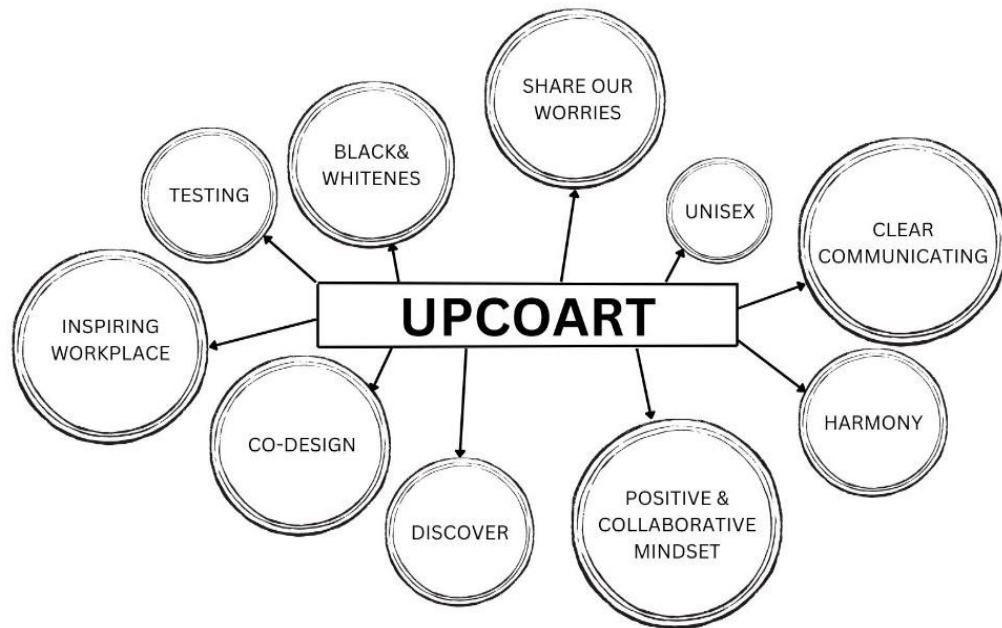 SHARE OUR
WORRIES
BLACK&
WHITENES
TESTING
UNISEX
CLEAR
COMMUNICATING
UPCOART
INSPIRING
WORKPLACE
HARMONY
CO-DESIGN
DISCOVER
POSITIVE &
COLLABORATIVE
MINDSET